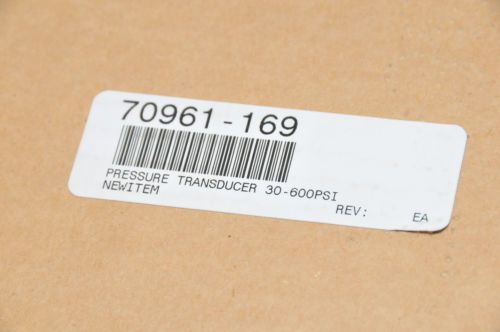 70961-169
PRESSURE TRANSDUCER 30-600PSI
NEWITEM
REV: EA